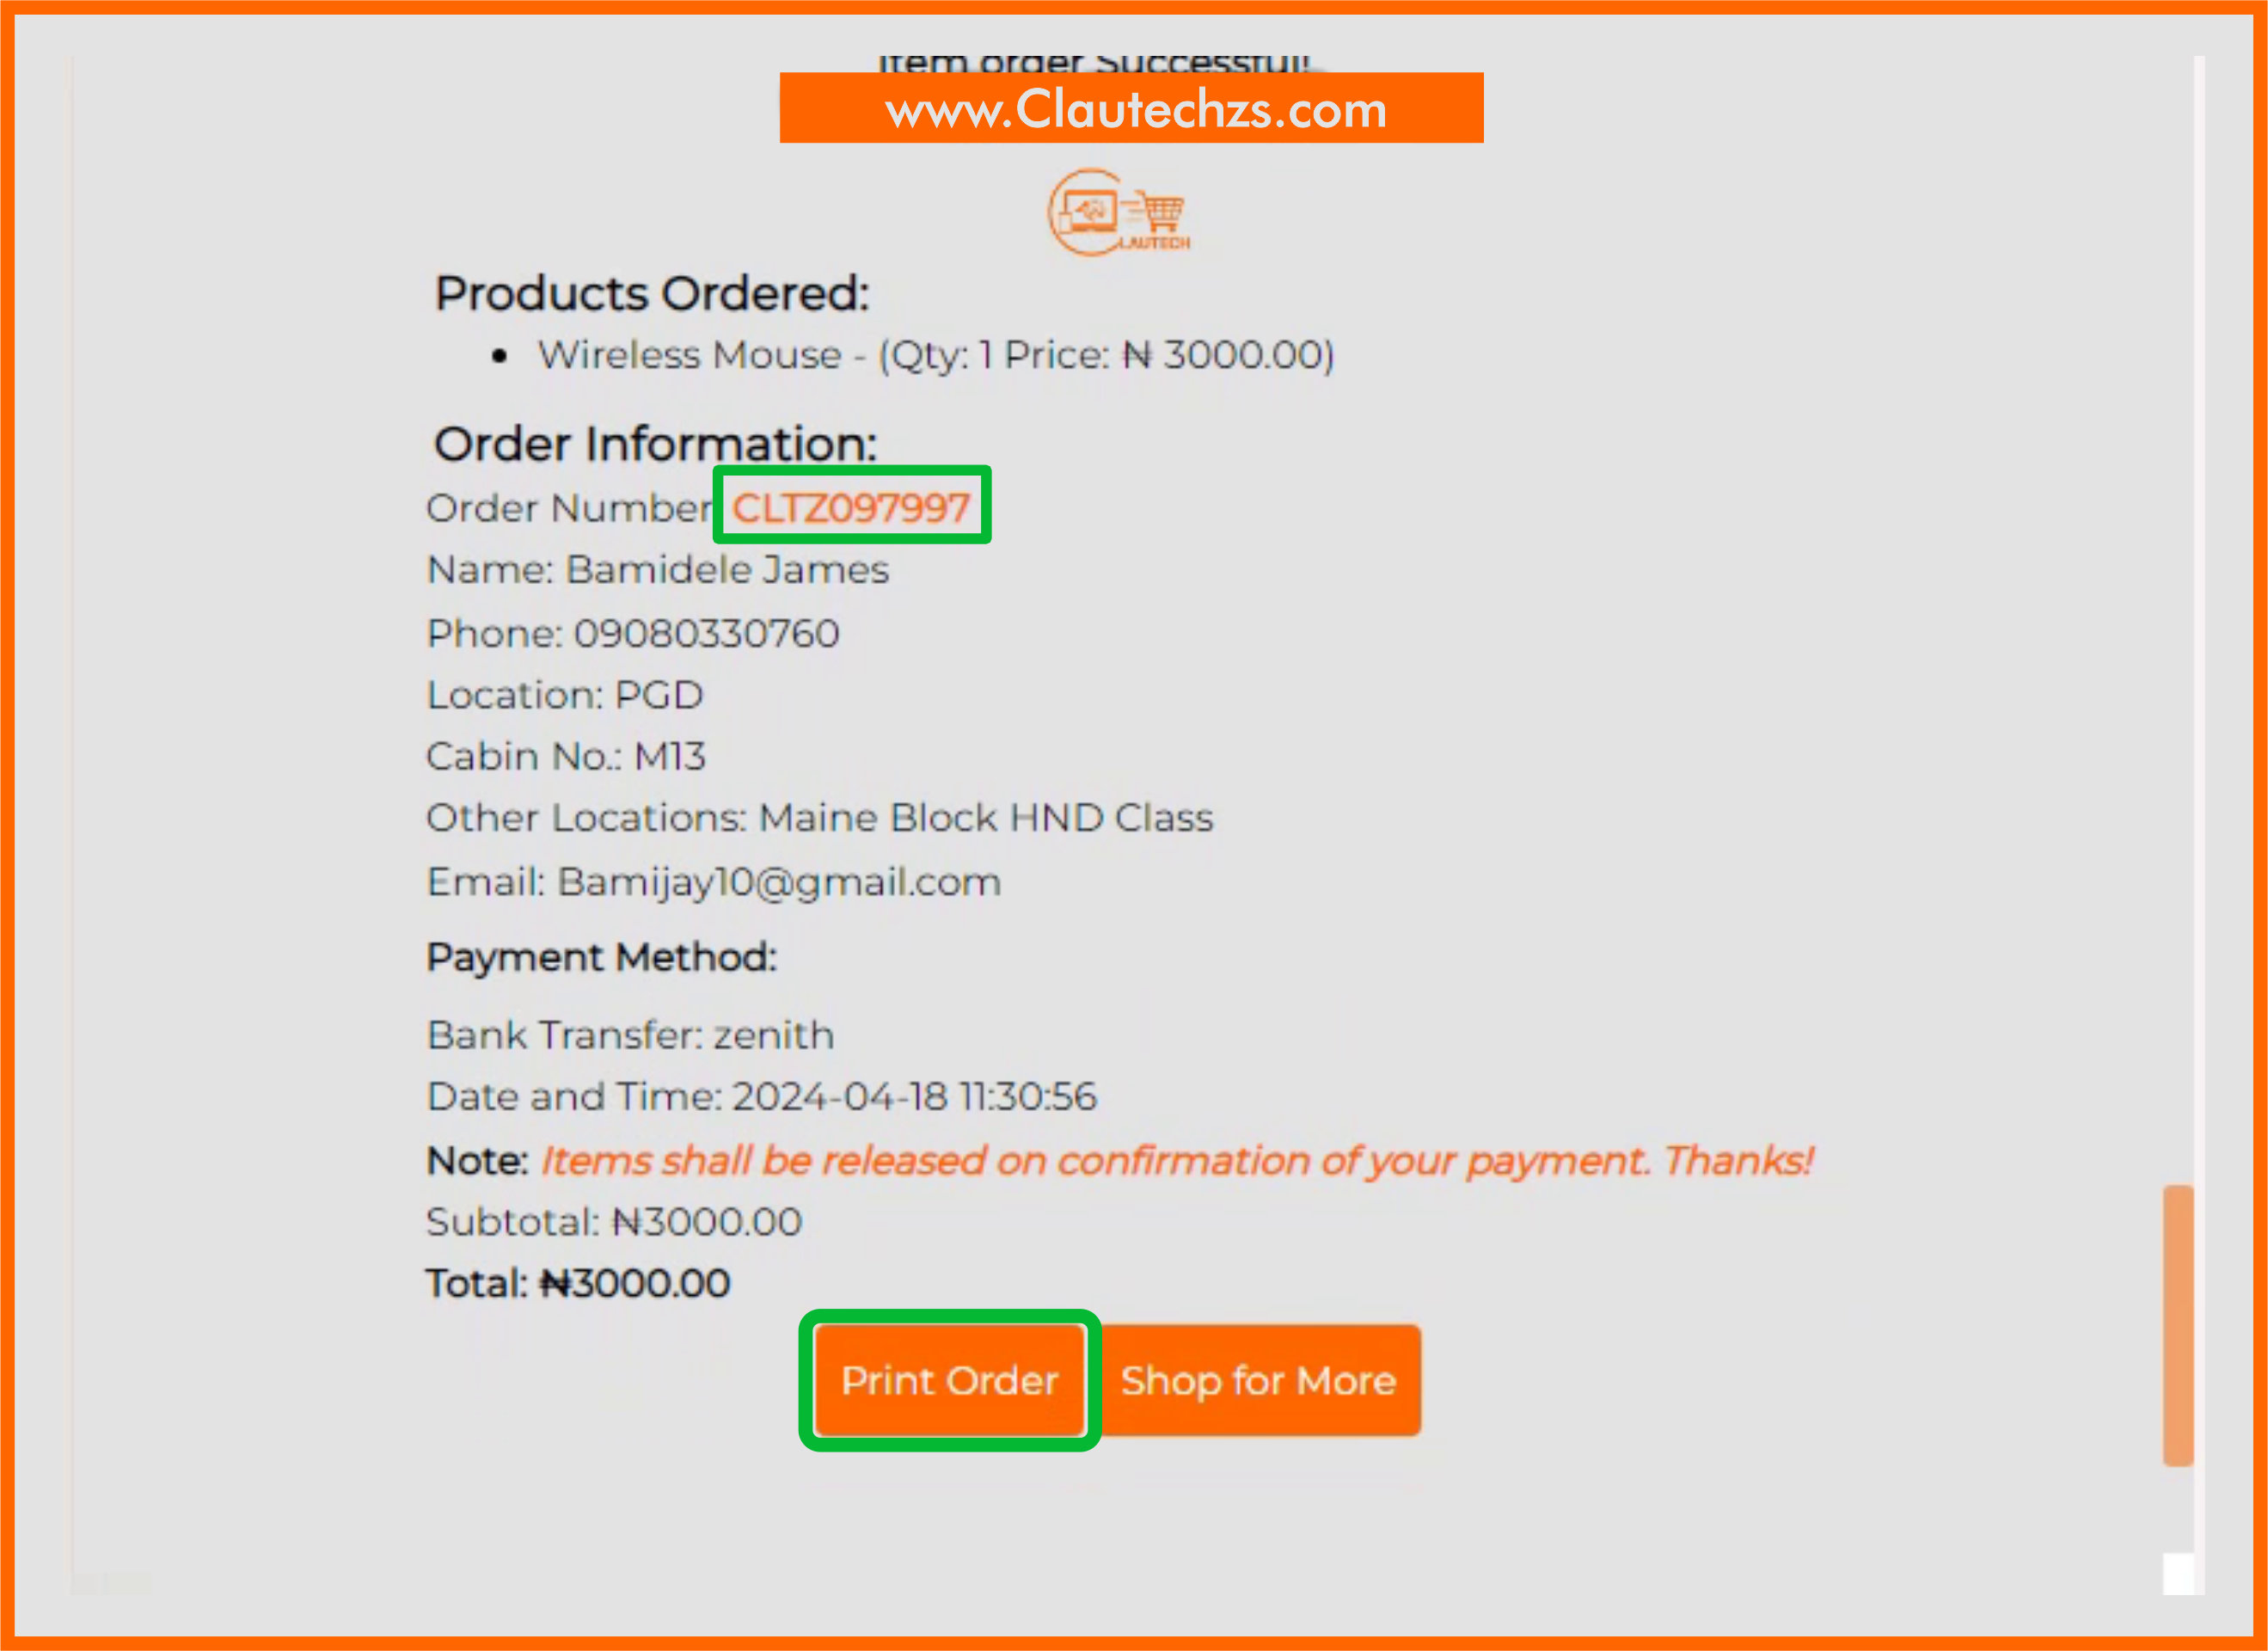 Item order Successful!
www.Clautechzs.com
LAUTECH
Products Ordered:
• Wireless Mouse - (Qty: 1 Price: ₦ 3000.00)
Order Information:
Order Number CLTZ097997
Name: Bamidele James
Phone: 09080330760
Location: PGD
Cabin No.: M13
Other Locations: Maine Block HND Class
Email: Bamijay10@gmail.com
Payment Method:
Bank Transfer: zenith
Date and Time: 2024-04-18 11:30:56
Note: Items shall be released on confirmation of your payment. Thanks!
Subtotal: ₦3000.00
Total: ₦3000.00
Print Order
Shop for More